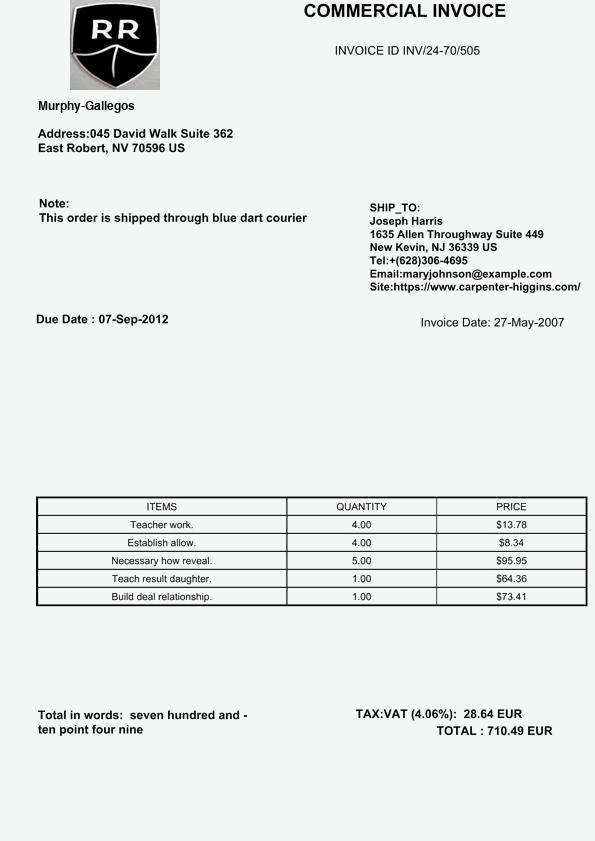 RR
COMMERCIAL INVOICE
INVOICE ID INV/24-70/505
Murphy-Gallegos
Address:045 David Walk Suite 362
East Robert, NV 70596 US
Note:
This order is shipped through blue dart courier
SHIP_TO:
Joseph Harris
1635 Allen Throughway Suite 449
New Kevin, NJ 36339 US
Tel:+(628)306-4695
Email:maryjohnson@example.com
Site:https://www.carpenter-higgins.com/
Due Date : 07-Sep-2012
Invoice Date: 27-May-2007
ITEMS QUANTITY PRICE
Teacher work. 4.00 $13.78
Establish allow. 4.00 $8.34
Necessary how reveal. 5.00 $95.95
Teach result daughter. 1.00 $64.36
Build deal relationship. 1.00 $73.41
Total in words:  seven hundred and -
ten point four nine
TAX:VAT (4.06%):  28.64 EUR
TOTAL : 710.49 EUR